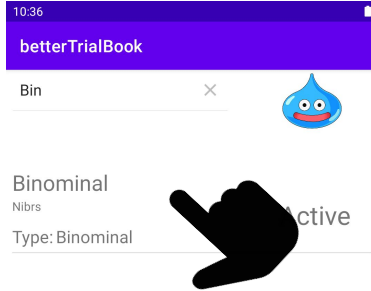 10:36
betterTrialBook
Bin
Binominal
Nibrs
Active
Type: Binominal